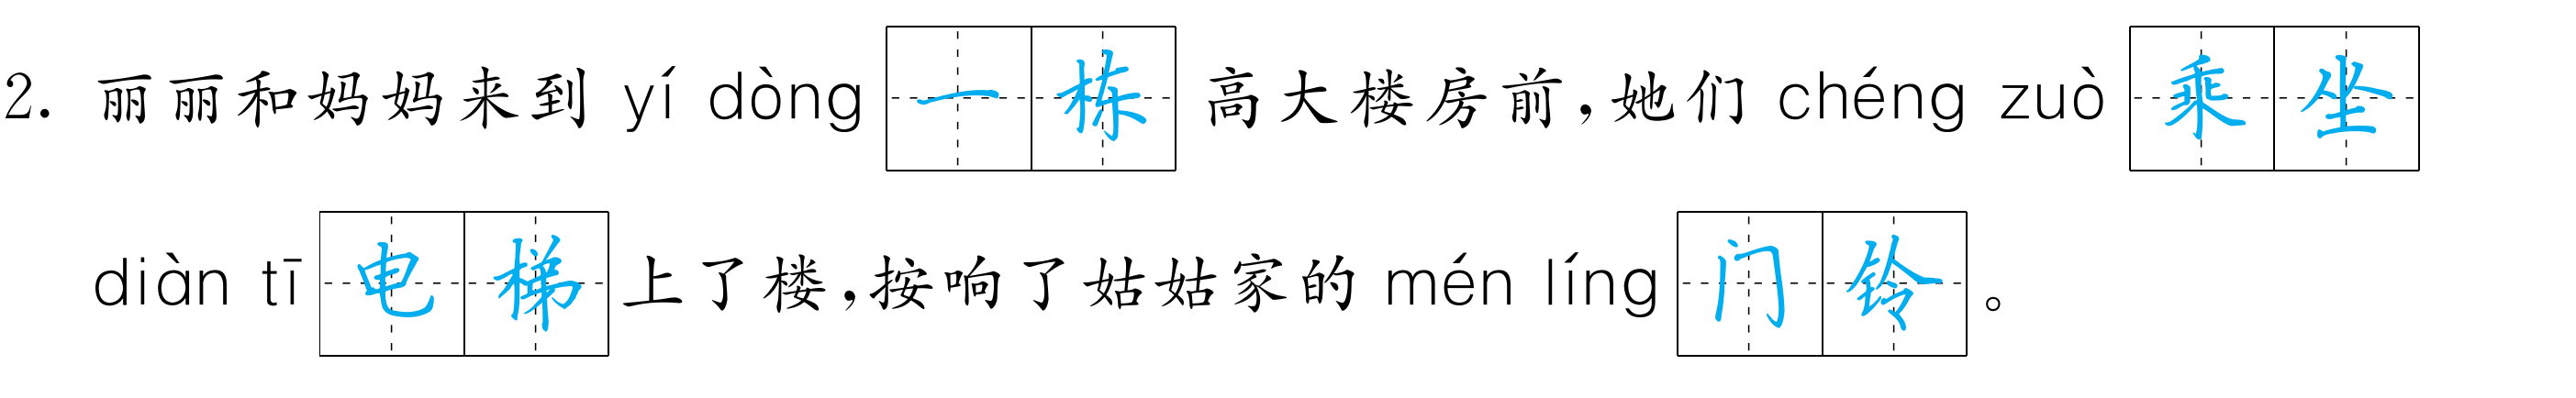 2. 丽丽和妈妈来到 yí dòng 一栋 高大楼房前,她们 chéng zuò 乘坐
diàn tī 电梯 上了楼,按响了姑姑家的 mén líng 门铃。